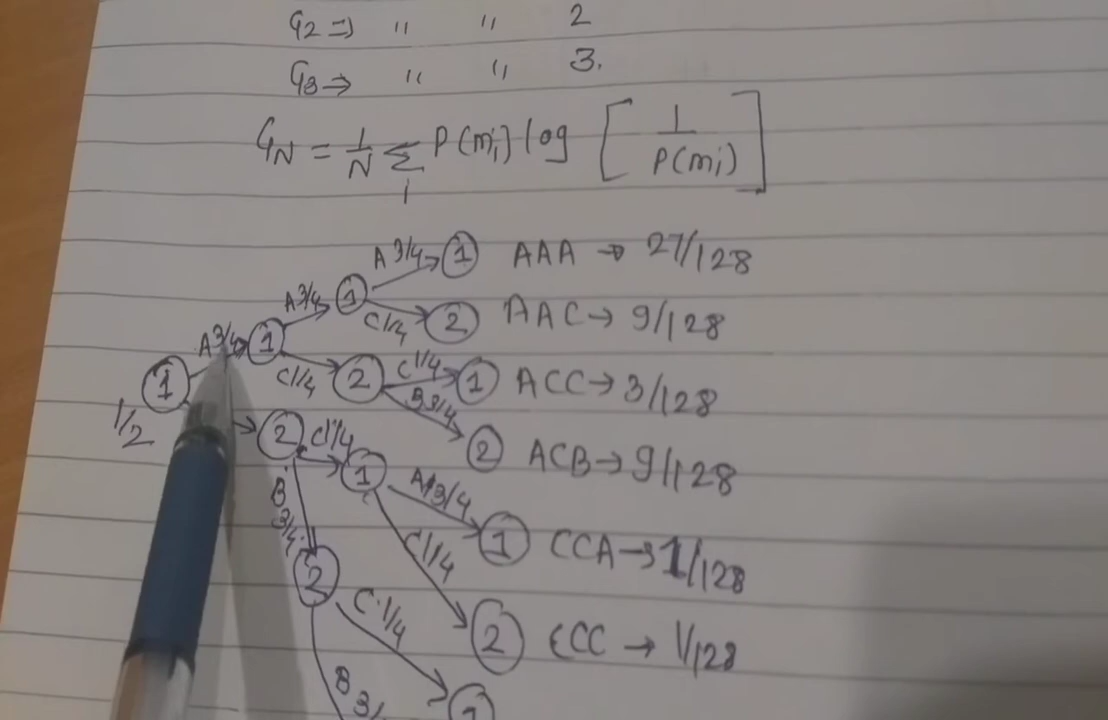 G2 ⇒ " " 2
G3 → " " 3.
GN = 1/N Σ i P(mi) log [ 1 / P(mi) ]
A 3/4 1 AAA → 27/128
A 3/4 1
C 1/4 2 AAC → 9/128
A 3/4 1
C 1/4 2 C 1/4 1 ACC → 3/128
1
1/2
B 3/4 2 ACB → 9/128
2 C 1/4 1
A 3/4 1 CCA → 1/128
B 3/4
C 1/4 2 CCC → 1/128
2 C 1/4 1
B 3/